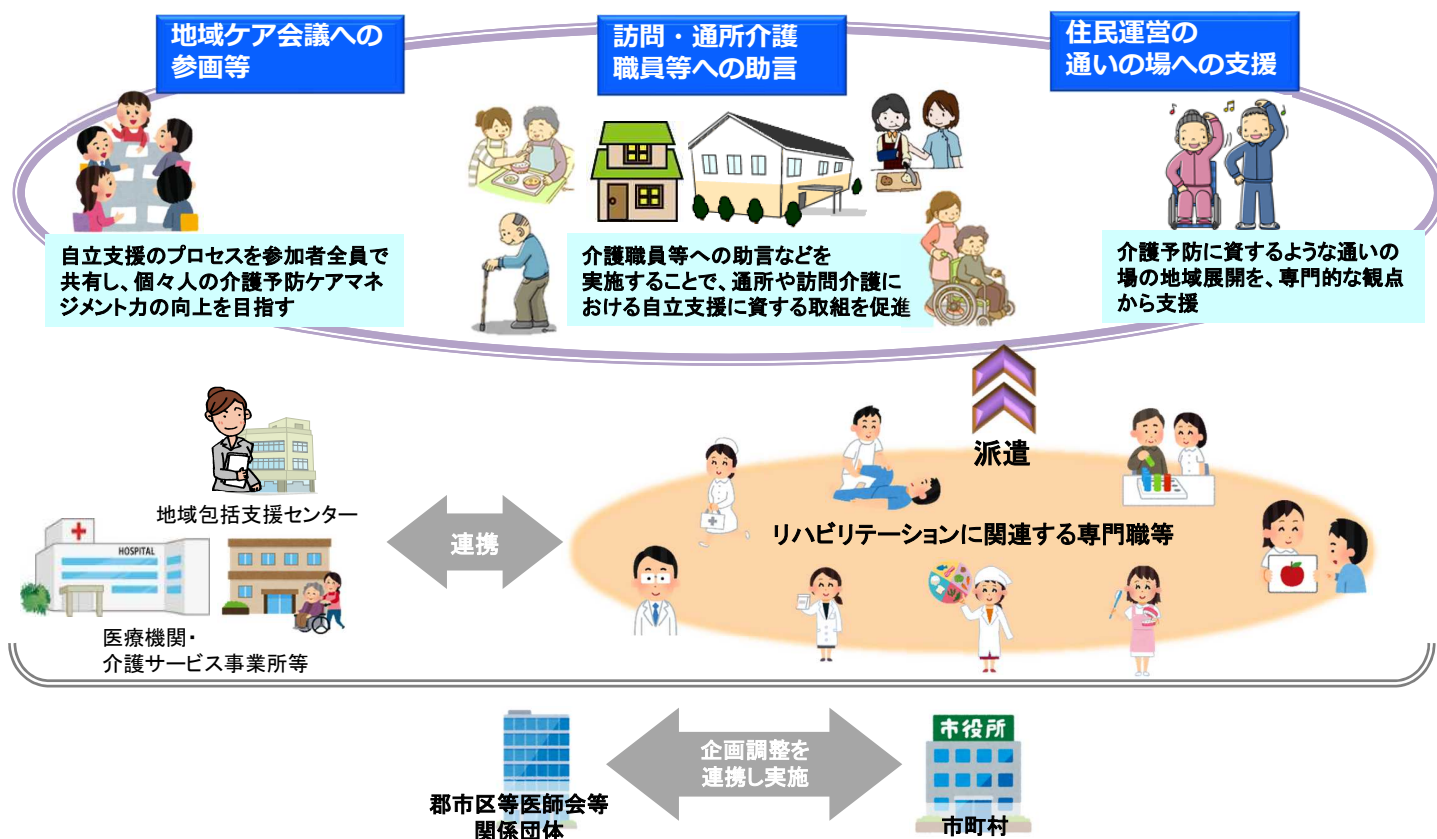 地域ケア会議への
参画等
訪問・通所介護
職員等への助言
住民運営の
通いの場への支援
自立支援のプロセスを参加者全員で
共有し、個々人の介護予防ケアマネ
ジメント力の向上を目指す
介護職員等への助言などを
実施することで、通所や訪問介護に
おける自立支援に資する取組を促進
介護予防に資するような通いの
場の地域展開を、専門的な観点
から支援
派遣
地域包括支援センター
HOSPITAL
連携
リハビリテーションに関連する専門職等
医療機関・
介護サービス事業所等
企画調整を
連携し実施
市役所
郡市区等医師会等
関係団体
市町村